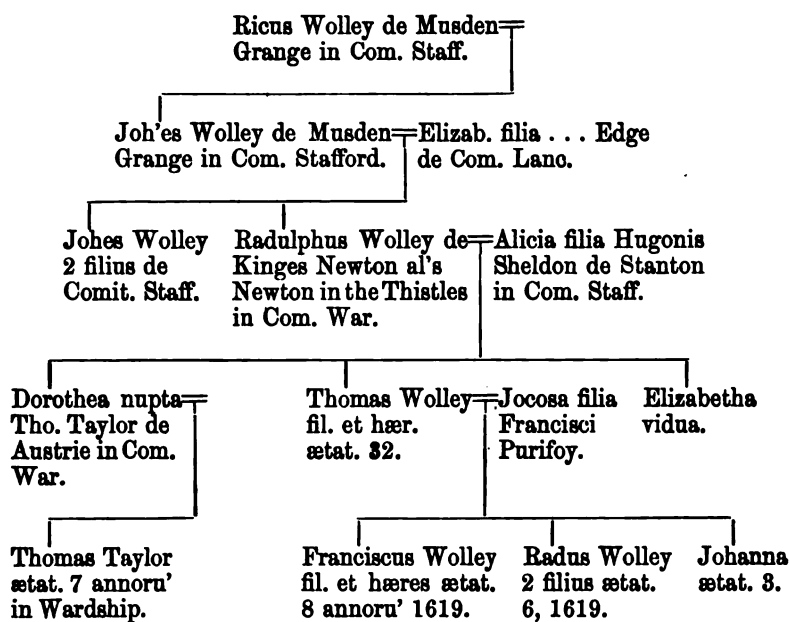 Ricus Wolley de Musden
Grange in Com. Staff.
Joh'es Wolley de Musden
Grange in Com. Stafford.
Elizab. filia . . . Edge
de Com. Lanc.
Johes Wolley
2 filius de
Comit. Staff.
Radulphus Wolley de
Kinges Newton al's
Newton in the Thistles
in Com. War.
Alicia filia Hugonis
Sheldon de Stanton
in Com. Staff.
Dorothea nupta
Tho. Taylor de
Austrie in Com.
War.
Thomas Wolley
fil. et hær.
ætat. 32.
Jocosa filia
Francisci
Purifoy.
Elizabetha
vidua.
Thomas Taylor
ætat. 7 annoru'
in Wardship.
Franciscus Wolley
fil. et hæres ætat.
8 annoru' 1619.
Radus Wolley
2 filius ætat.
6, 1619.
Johanna
ætat. 3.